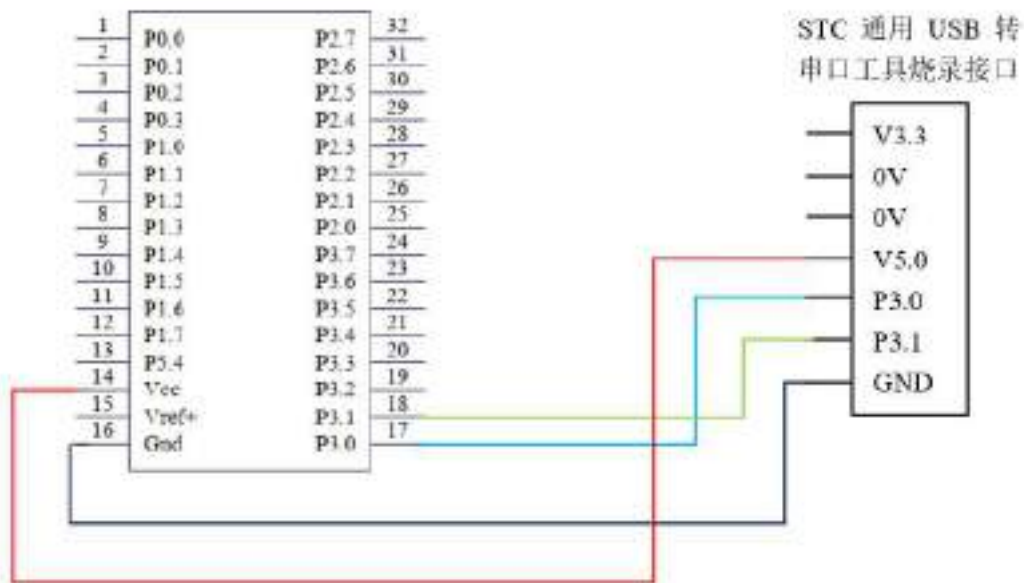 1 P0.0 P2.7 32
2 P0.1 P2.6 31
3 P0.2 P2.5 30
4 P0.3 P2.4 29
5 P1.0 P2.3 28
6 P1.1 P2.2 27
7 P1.2 P2.1 26
8 P1.3 P2.0 25
9 P1.4 P3.7 24
10 P1.5 P3.6 23
11 P1.6 P3.5 22
12 P1.7 P3.4 21
13 P5.4 P3.3 20
14 Vcc P3.2 19
15 Vref+ P3.1 18
16 Gnd P3.0 17
STC 通用 USB 转
串口工具烧录接口
V3.3
0V
0V
V5.0
P3.0
P3.1
GND